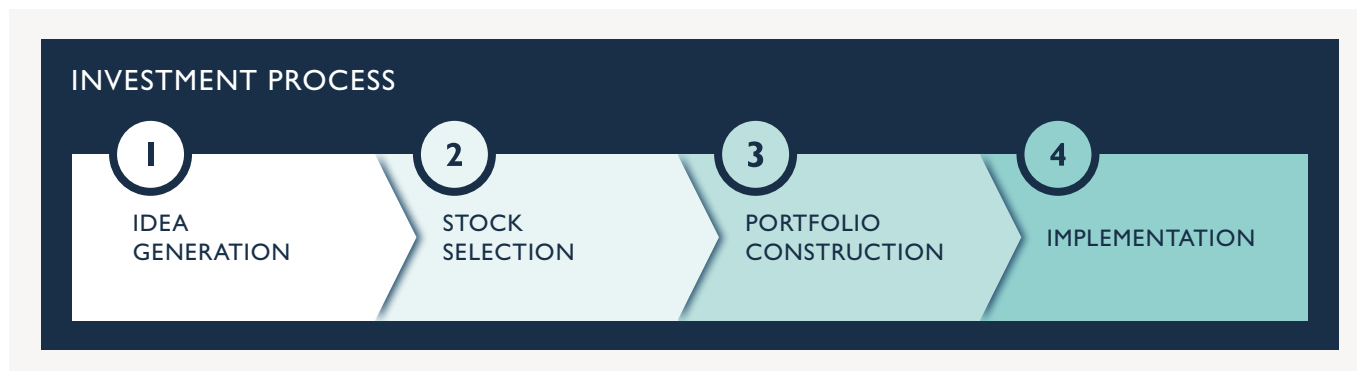 INVESTMENT PROCESS
1
IDEA
GENERATION
2
STOCK
SELECTION
3
PORTFOLIO
CONSTRUCTION
4
IMPLEMENTATION